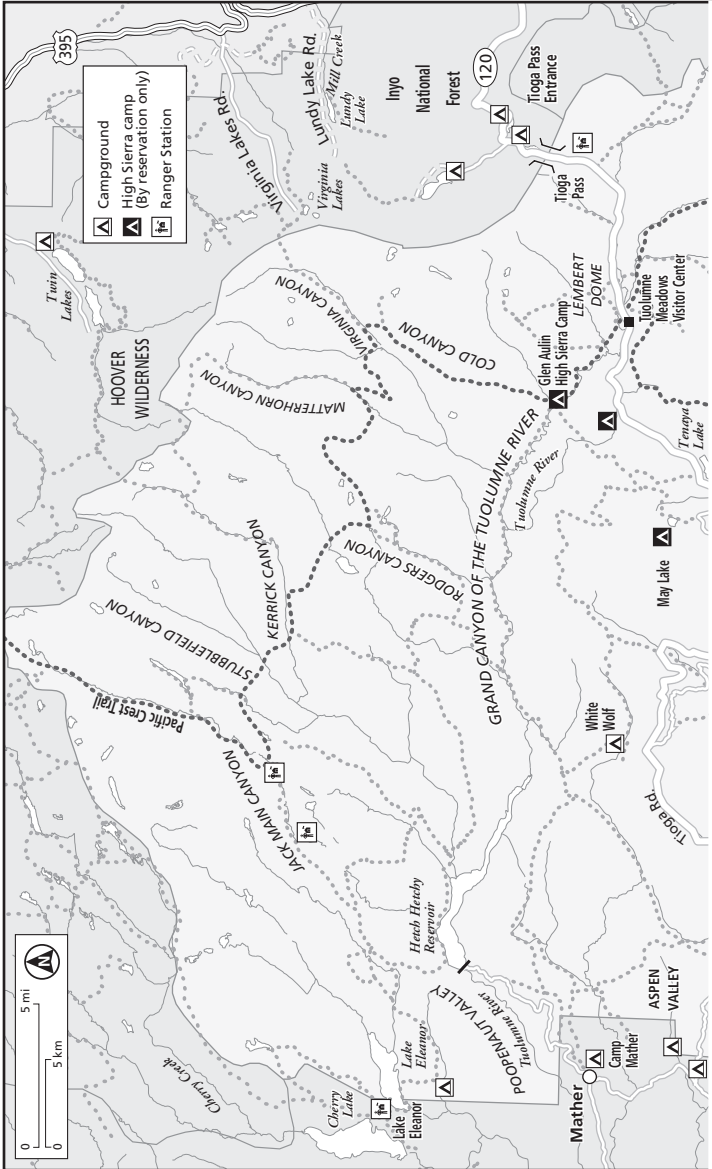 0
5 mi
0
5 km
N
395
Campground
High Sierra camp
(By reservation only)
Ranger Station
Cherry Creek
Cherry
Lake
Lake
Eleanor
Lake
Eleanor
POOPENAUT VALLEY
Tuolumne River
Mather
Camp
Mather
ASPEN
VALLEY
Hetch Hetchy
Reservoir
JACK MAIN CANYON
Pacific Crest Trail
STUBBLEFIELD CANYON
KERRICK CANYON
RODGERS CANYON
GRAND CANYON OF THE TUOLUMNE RIVER
Tuolumne River
White
Wolf
Tioga Rd.
May Lake
Tenaya
Lake
MATTERHORN CANYON
VIRGINIA CANYON
COLD CANYON
Glen Aulin
High Sierra Camp
LEMBERT
DOME
Tuolumne
Meadows
Visitor Center
HOOVER
WILDERNESS
Twin
Lakes
Virginia Lakes Rd.
Virginia
Lakes
Lundy Lake Rd.
Mill Creek
Lundy
Lake
Inyo
National
Forest
120
Tioga Pass
Entrance
Tioga
Pass